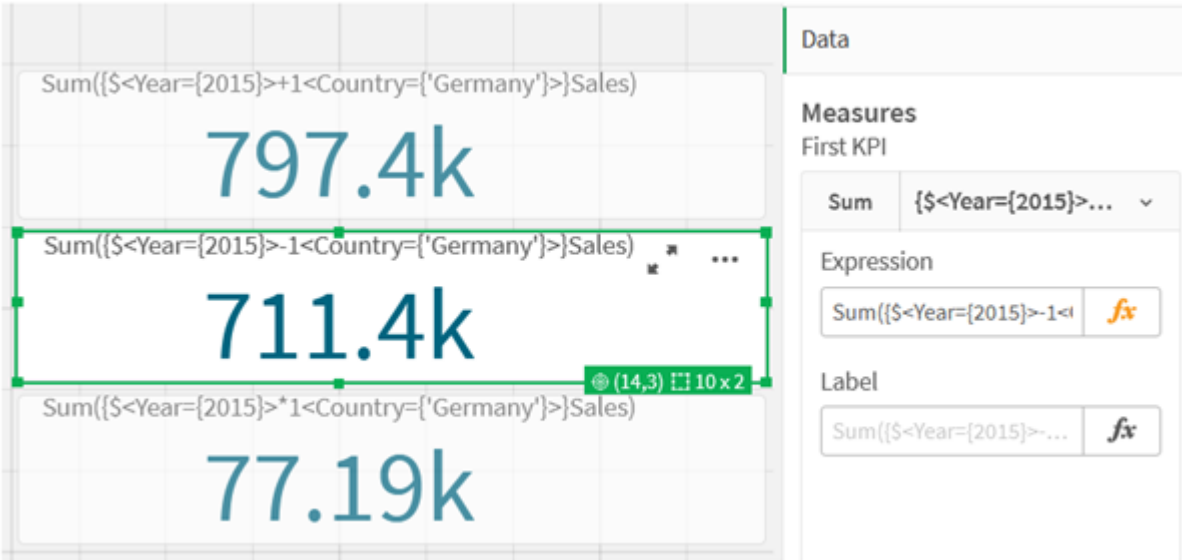 Sum({$<Year={2015}>+1<Country={'Germany'}>}Sales)
797.4k
Sum({$<Year={2015}>-1<Country={'Germany'}>}Sales)
...
711.4k
(14,3) 10 x 2
Sum({$<Year={2015}>*1<Country={'Germany'}>}Sales)
77.19k
Data
Measures
First KPI
Sum {$<Year={2015}>...
Expression
Sum({$<Year={2015}>-1<( fx
Label
Sum({$<Year={2015}>-... fx